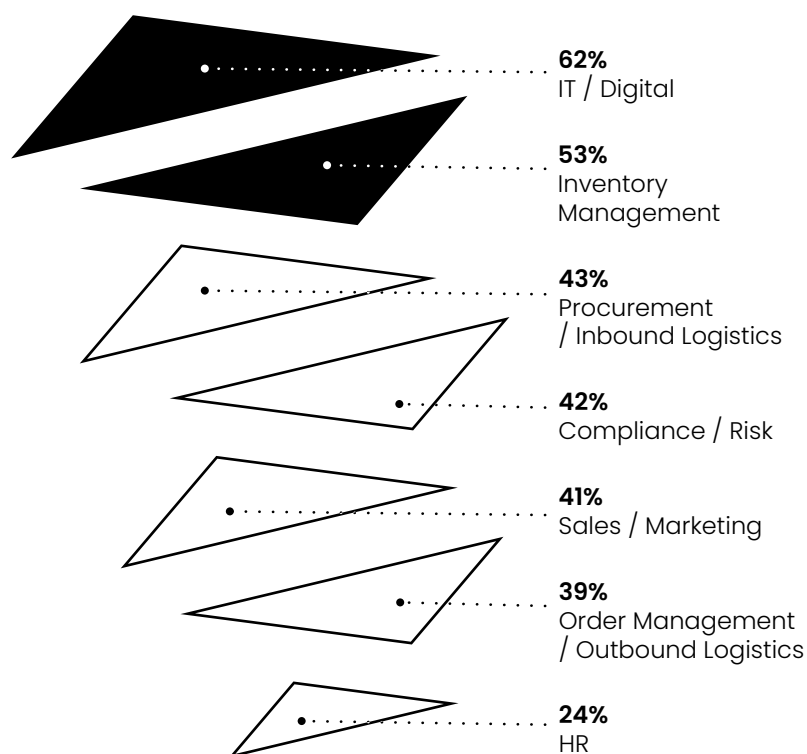 62%
IT / Digital
53%
Inventory
Management
43%
Procurement
/ Inbound Logistics
42%
Compliance / Risk
41%
Sales / Marketing
39%
Order Management
/ Outbound Logistics
24%
HR